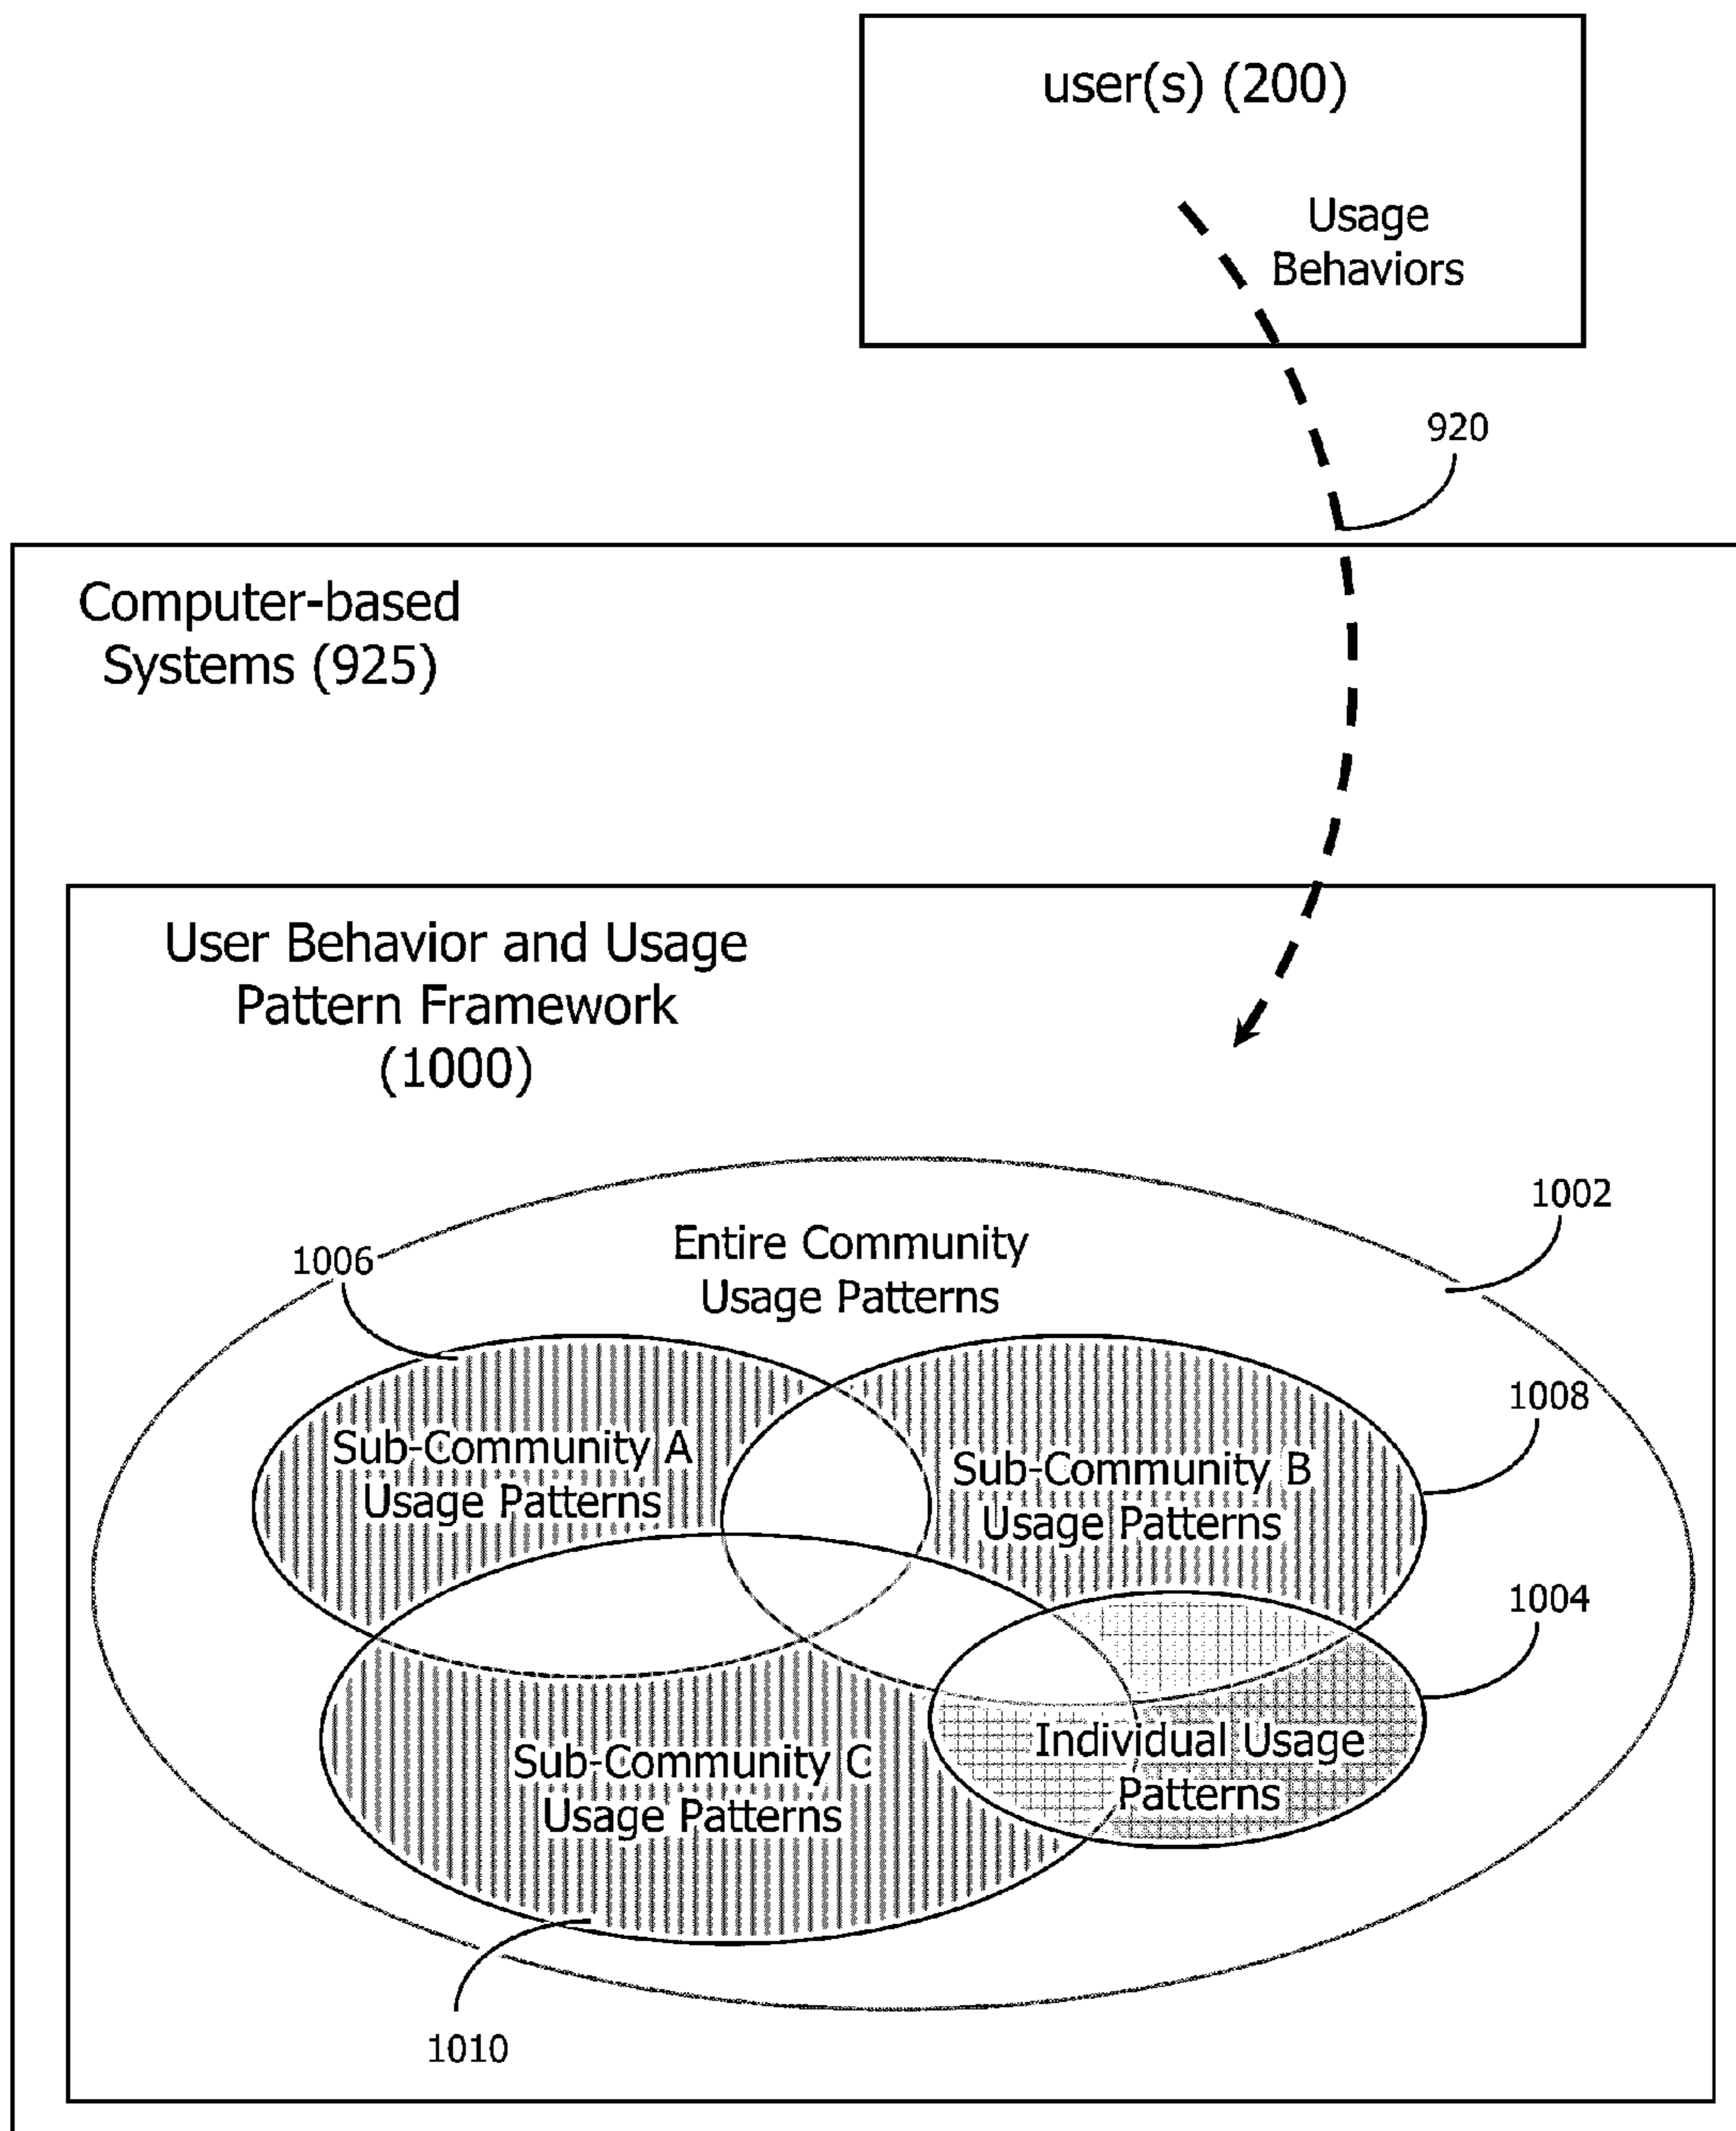 user(s) (200)
Usage
Behaviors
920
Computer-based
Systems (925)
User Behavior and Usage
Pattern Framework
(1000)
1002
Entire Community
Usage Patterns
1006
1008
Sub-Community A
Usage Patterns
Sub-Community B
Usage Patterns
1004
Individual Usage
Patterns
Sub-Community C
Usage Patterns
1010